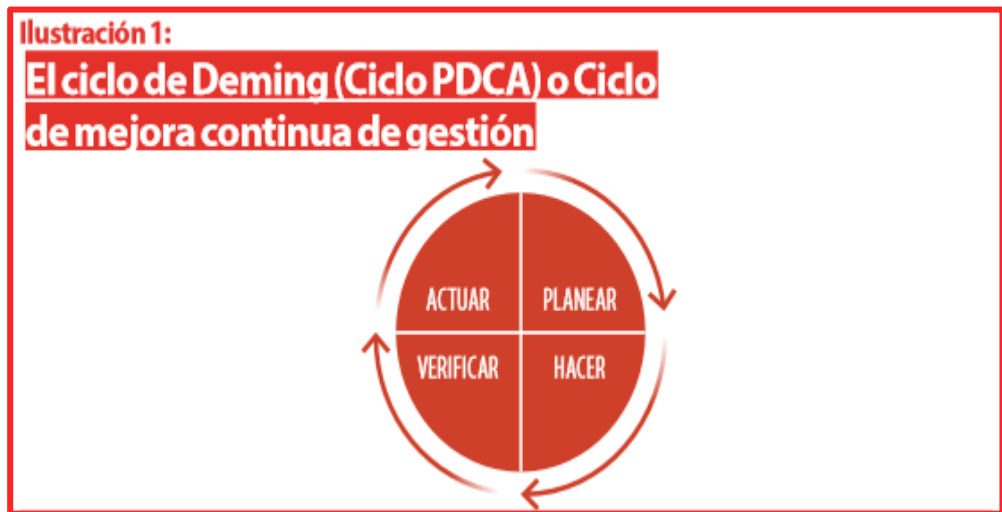 Ilustración 1:
El ciclo de Deming (Ciclo PDCA) o Ciclo
de mejora continua de gestión
ACTUAR
PLANEAR
VERIFICAR
HACER